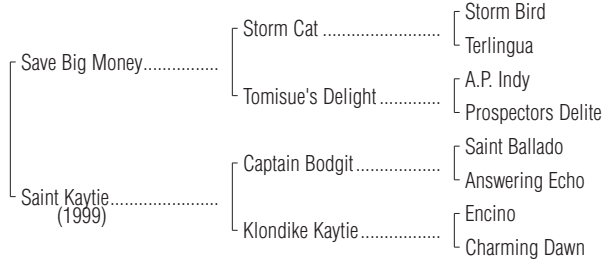 Storm Bird
Storm Cat ......................
Terlingua
Save Big Money...............
A.P. Indy
Tomisue's Delight ............
Prospectors Delite
Saint Ballado
Captain Bodgit ................
Answering Echo
Saint Kaytie.....................
(1999)
Encino
Klondike Kaytie ...............
Charming Dawn